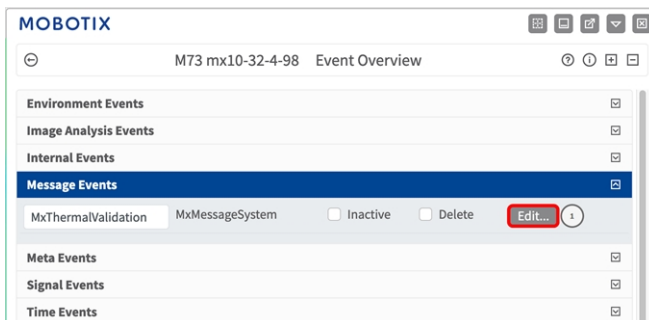 MOBOTIX
M73 mx10-32-4-98 Event Overview
Environment Events
Image Analysis Events
Internal Events
Message Events
MxThermalValidation MxMessageSystem Inactive Delete Edit... 1
Meta Events
Signal Events
Time Events